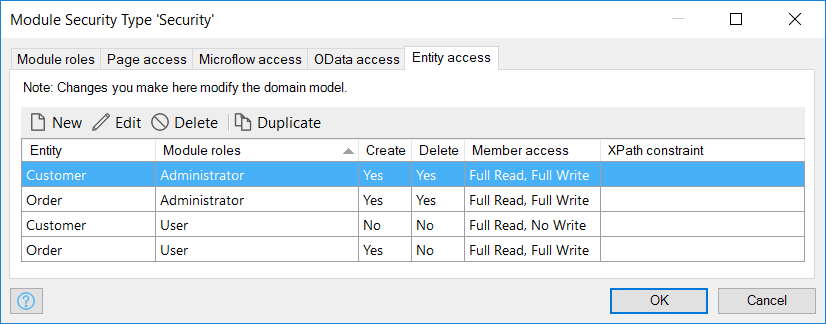 Module Security Type 'Security'
Module roles Page access Microflow access OData access Entity access
Note: Changes you make here modify the domain model.
New Edit Delete Duplicate
Entity Module roles Create Delete Member access XPath constraint
Customer Administrator Yes Yes Full Read, Full Write
Order Administrator Yes Yes Full Read, Full Write
Customer User No No Full Read, No Write
Order User Yes No Full Read, Full Write
? OK Cancel